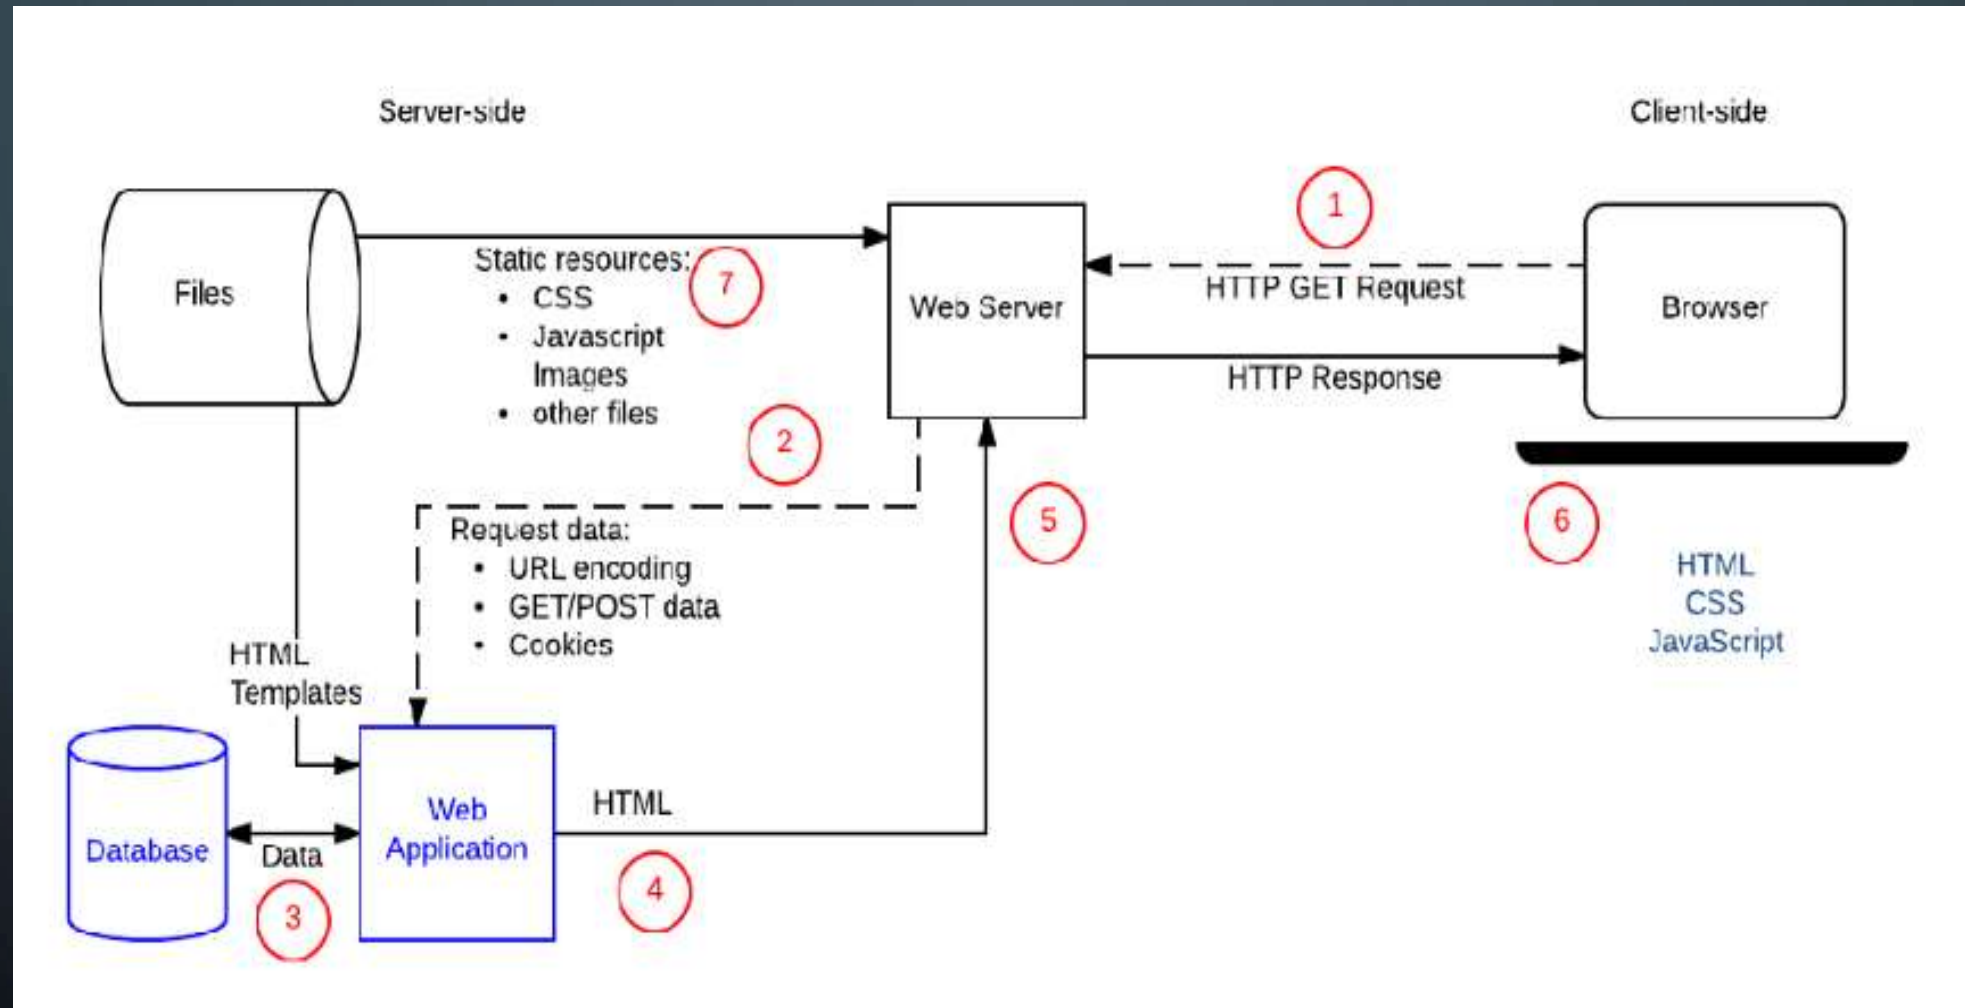 Server-side
Client-side
1
Files
Static resources:
7
• CSS
• Javascript
Images
• other files
Web Server
HTTP GET Request
Browser
HTTP Response
2
5
6
Request data:
• URL encoding
• GET/POST data
• Cookies
HTML
CSS
JavaScript
HTML
Templates
Database
Data
3
Web
Application
HTML
4